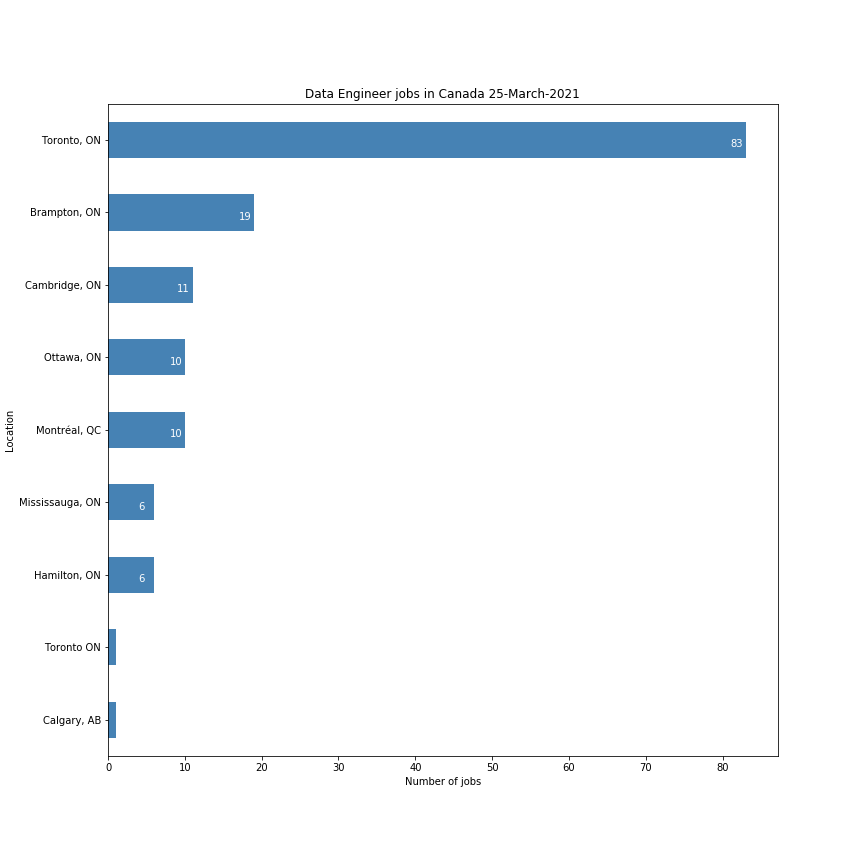 Data Engineer jobs in Canada 25-March-2021
Toronto, ON
83
Brampton, ON
19
Cambridge, ON
11
Ottawa, ON
10
Montréal, QC
10
Mississauga, ON
6
Hamilton, ON
6
Toronto ON
Calgary, AB
Location
0 10 20 30 40 50 60 70 80
Number of jobs